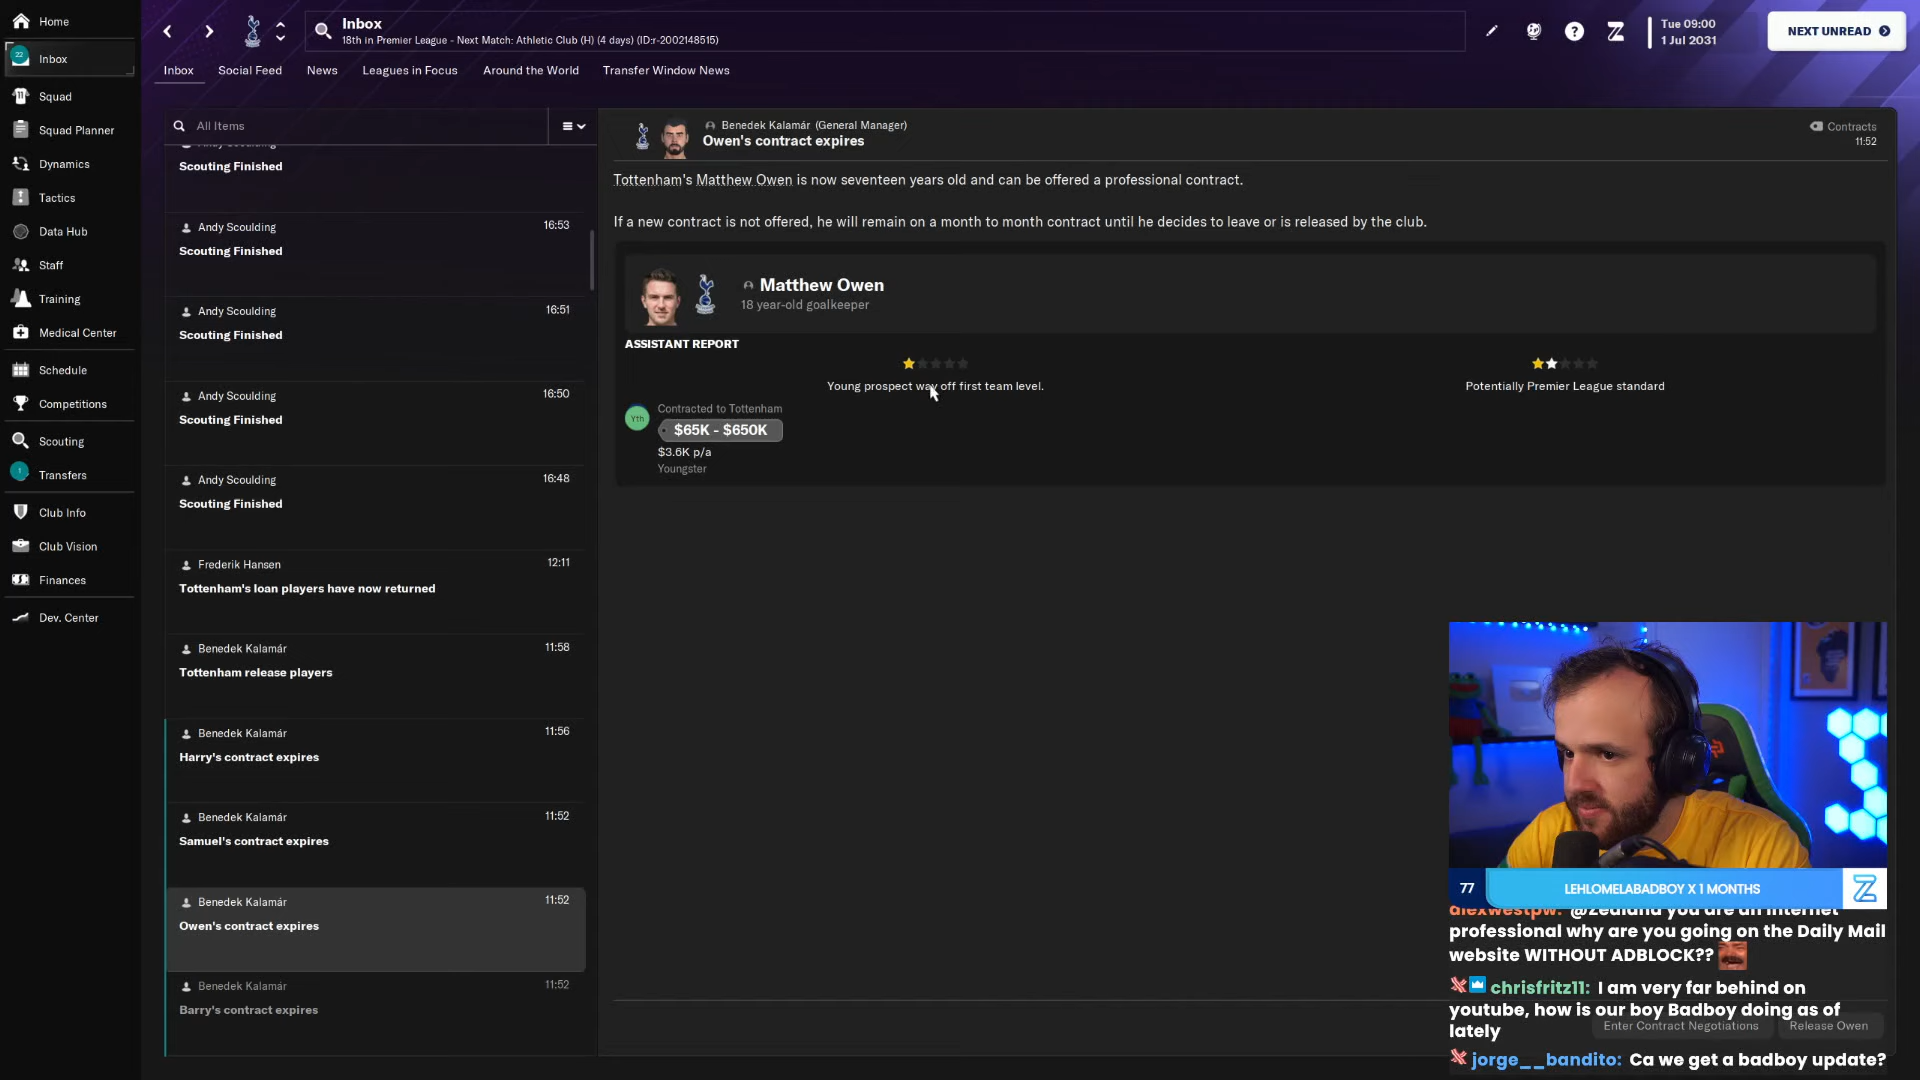 Home
22
Inbox
Squad
Squad Planner
Dynamics
Tactics
Data Hub
Staff
Training
Medical Center
Schedule
Competitions
Scouting
1
Transfers
Club Info
Club Vision
Finances
Dev. Center
Inbox
18th in Premier League - Next Match: Athletic Club (H) (4 days) (ID:r-2002148515)
Tue 09:00
1 Jul 2031
NEXT UNREAD
Inbox
Social Feed
News
Leagues in Focus
Around the World
Transfer Window News
All Items
Andy Scoulding
Scouting Finished
Andy Scoulding
16:53
Scouting Finished
Andy Scoulding
16:51
Scouting Finished
Andy Scoulding
16:50
Scouting Finished
Andy Scoulding
16:48
Scouting Finished
Frederik Hansen
12:11
Tottenham's loan players have now returned
Benedek Kalamár
11:58
Tottenham release players
Benedek Kalamár
11:56
Harry's contract expires
Benedek Kalamár
11:52
Samuel's contract expires
Benedek Kalamár
11:52
Owen's contract expires
Benedek Kalamár
11:52
Barry's contract expires
Benedek Kalamár (General Manager)
Owen's contract expires
Contracts
11:52
Tottenham's Matthew Owen is now seventeen years old and can be offered a professional contract.
If a new contract is not offered, he will remain on a month to month contract until he decides to leave or is released by the club.
Matthew Owen
18 year-old goalkeeper
ASSISTANT REPORT
Young prospect way off first team level.
Potentially Premier League standard
Yth
Contracted to Tottenham
$65K - $650K
$3.6K p/a
Youngster
77
LEHLOMELABADBOY X 1 MONTHS
alexwestpw: @Zealand you are an internet
professional why are you going on the Daily Mail
website WITHOUT ADBLOCK??
chrisfritz11: I am very far behind on
youtube, how is our boy Badboy doing as of
lately
Enter Contract Negotiations
Release Owen
jorge__bandito: Ca we get a badboy update?